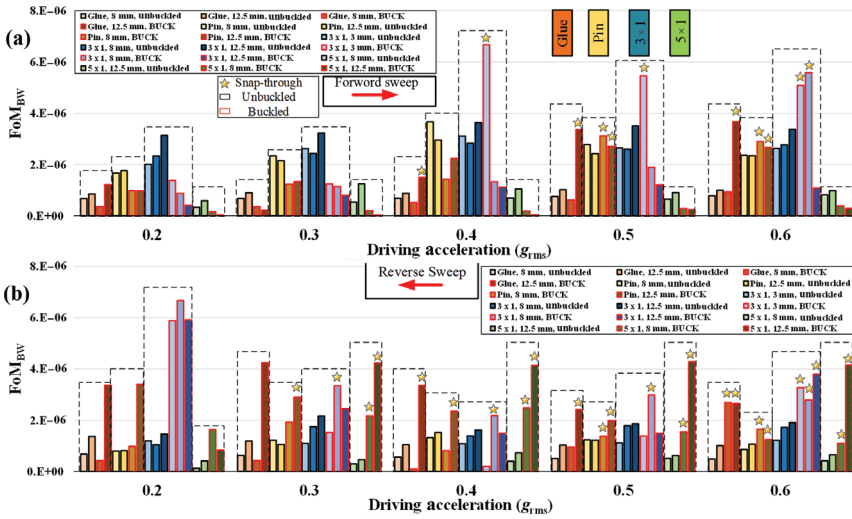 (a)
8.E-06
6.E-06
4.E-06
2.E-06
0.E+00
FoM_BW
Glue, 8 mm, unbuckled Glue, 12.5 mm, unbuckled Glue, 8 mm, BUCK
Glue, 12.5 mm, BUCK Pin, 8 mm, unbuckled Pin, 12.5 mm, unbuckled
Pin, 8 mm, BUCK Pin, 12.5 mm, BUCK 3 x 1, 3 mm, unbuckled
3 x 1, 8 mm, unbuckled 3 x 1, 12.5 mm, unbuckled 3 x 1, 3 mm, BUCK
3 x 1, 8 mm, BUCK 3 x 1, 12.5 mm, BUCK 5 x 1, 8 mm, unbuckled
5 x 1, 12.5 mm, unbuckled 5 x 1, 8 mm, BUCK 5 x 1, 12.5 mm, BUCK
Snap-through
Unbuckled
Buckled
Forward sweep
Glue
Pin
3 × 1
5 × 1
0.2 0.3 0.4 0.5 0.6
Driving acceleration (g_rms)
(b)
8.E-06
6.E-06
4.E-06
2.E-06
0.E+00
FoM_BW
Reverse Sweep
Glue, 8 mm, unbuckled Glue, 12.5 mm, unbuckled Glue, 8 mm, BUCK
Glue, 12.5 mm, BUCK Pin, 8 mm, unbuckled Pin, 12.5 mm, unbuckled
Pin, 8 mm, BUCK Pin, 12.5 mm, BUCK 3 x 1, 3 mm, unbuckled
3 x 1, 8 mm, unbuckled 3 x 1, 12.5 mm, unbuckled 3 x 1, 3 mm, BUCK
3 x 1, 8 mm, BUCK 3 x 1, 12.5 mm, BUCK 5 x 1, 8 mm, unbuckled
5 x 1, 12.5 mm, unbuckled 5 x 1, 8 mm, BUCK 5 x 1, 12.5 mm, BUCK
0.2 0.3 0.4 0.5 0.6
Driving acceleration (g_rms)